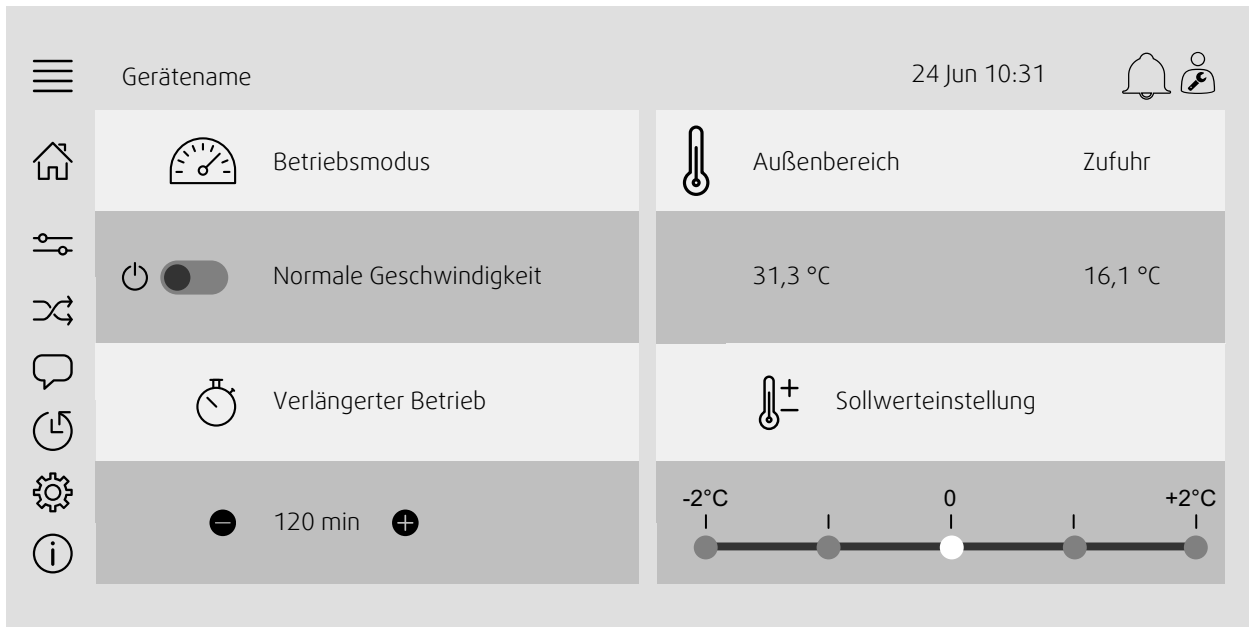 Gerätename
24 Jun 10:31
Betriebsmodus
Außenbereich
Zufuhr
Normale Geschwindigkeit
31,3 °C
16,1 °C
Verlängerter Betrieb
Sollwerteinstellung
120 min
-2°C
0
+2°C